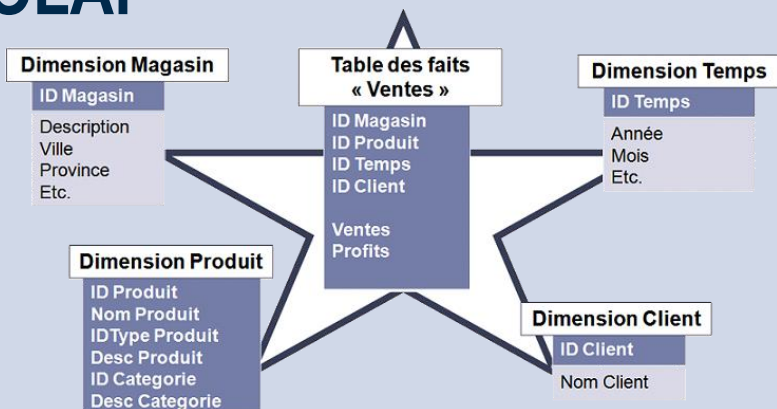 Dimension Magasin
ID Magasin
Description
Ville
Province
Etc.
Table des faits
« Ventes »
ID Magasin
ID Produit
ID Temps
ID Client
Ventes
Profits
Dimension Temps
ID Temps
Année
Mois
Etc.
Dimension Produit
ID Produit
Nom Produit
IDType Produit
Desc Produit
ID Categorie
Desc Categorie
Dimension Client
ID Client
Nom Client